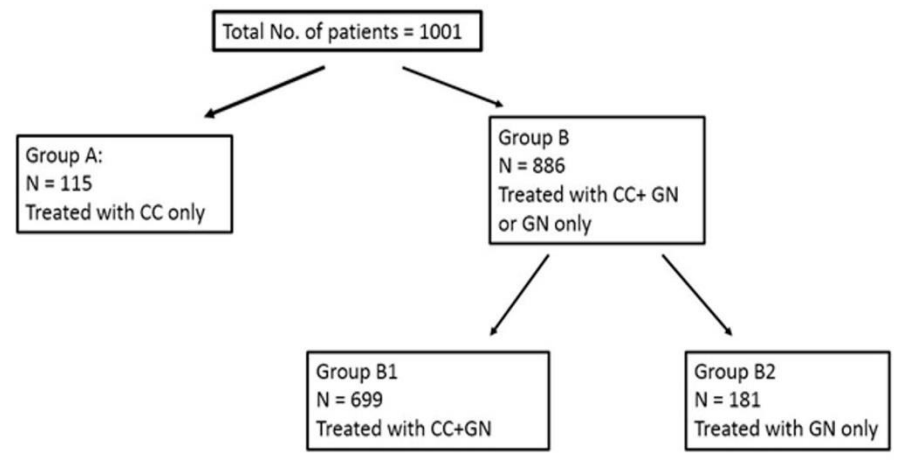 Total No. of patients = 1001
Group A:
N = 115
Treated with CC only
Group B
N = 886
Treated with CC+ GN
or GN only
Group B1
N = 699
Treated with CC+GN
Group B2
N = 181
Treated with GN only